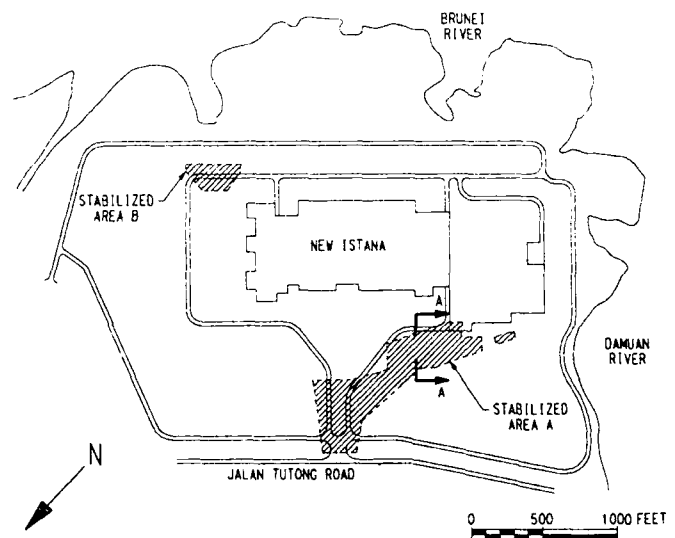 BRUNEI
RIVER
STABILIZED
AREA B
NEW ISTANA
A
DAMUAN
RIVER
A
STABILIZED
AREA A
N
JALAN TUTONG ROAD
0 500 1000 FEET